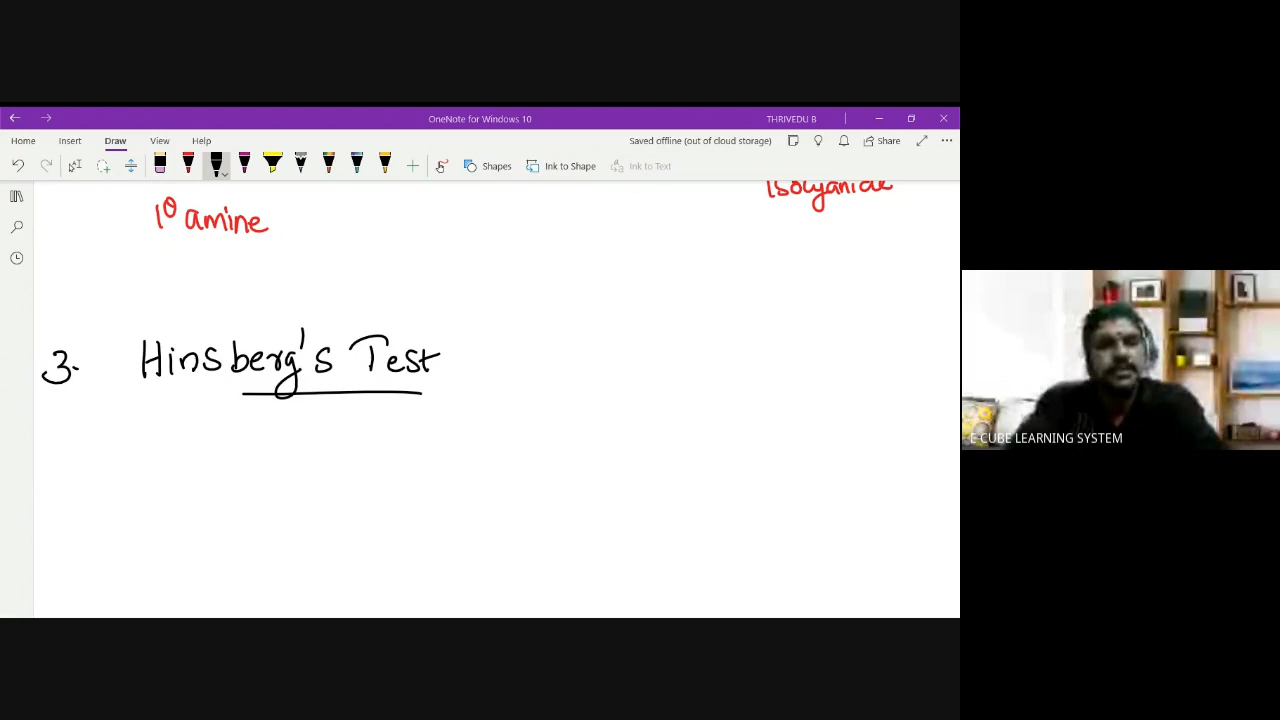 OneNote for Windows 10
THRIVEDU B
Home Insert Draw View Help
Saved offline (out of cloud storage)
Share
Shapes
Ink to Shape
Ink to Text
Isocyanide
1° amine
3. Hinsberg's Test
E CUBE LEARNING SYSTEM